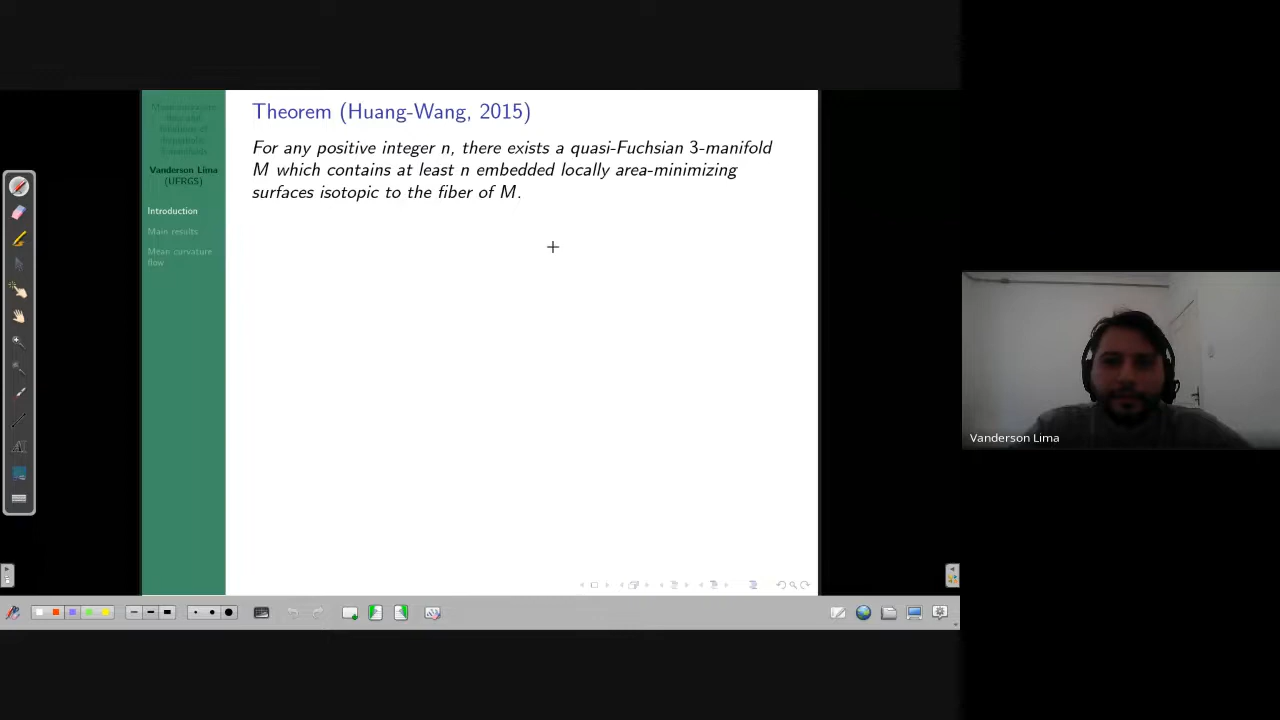 Theorem (Huang-Wang, 2015)
For any positive integer n, there exists a quasi-Fuchsian 3-manifold
M which contains at least n embedded locally area-minimizing
surfaces isotopic to the fiber of M.
Vanderson Lima
(UFRGS)
Introduction
Main results
Mean curvature
flow
Vanderson Lima